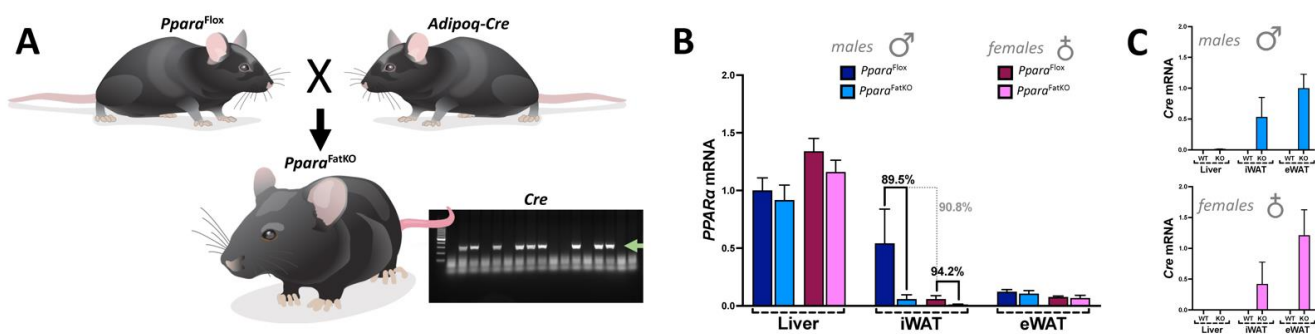 A
Ppara^Flox
Adipoq-Cre
X
Ppara^FatKO
Cre
B
males ♂
females ♀
Ppara^Flox
Ppara^FatKO
Ppara^Flox
Ppara^FatKO
PPARα mRNA
2.0
1.5
1.0
0.5
0.0
89.5%
90.8%
94.2%
Liver
iWAT
eWAT
C
males ♂
Cre mRNA
2.0
1.5
1.0
0.5
0.0
WT KO WT KO WT KO
Liver iWAT eWAT
females ♀
Cre mRNA
2.0
1.5
1.0
0.5
0.0
WT KO WT KO WT KO
Liver iWAT eWAT